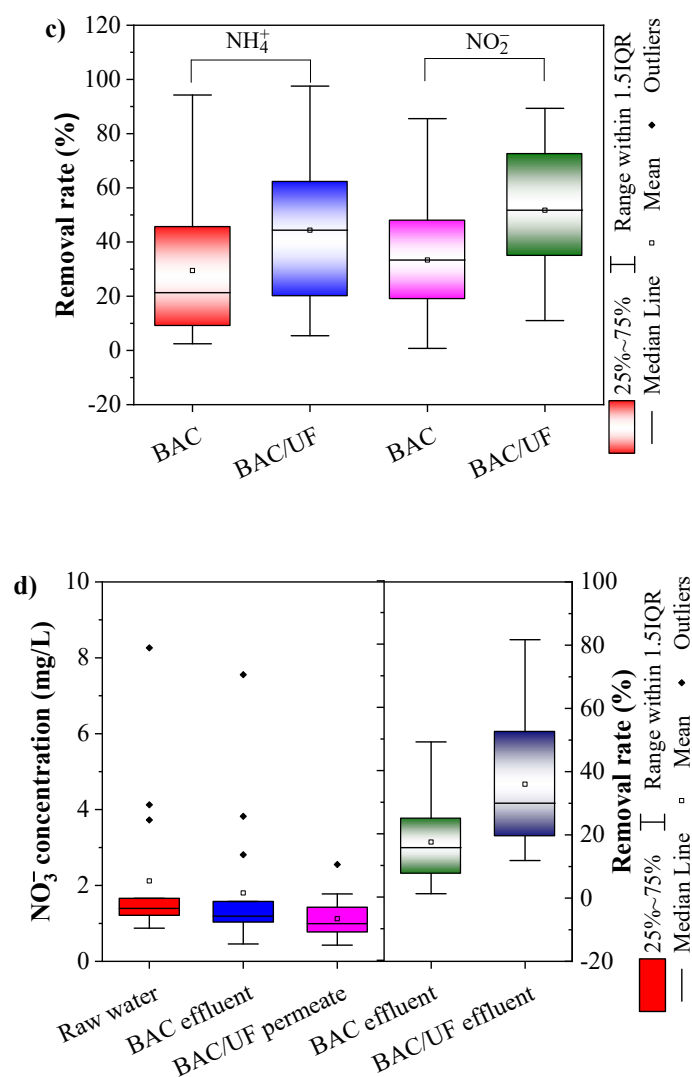 c)
NH₄⁺
NO₂⁻
120
100
80
60
40
20
0
-20
Removal rate (%)
BAC
BAC/UF
BAC
BAC/UF
25%~75%
Range within 1.5IQR
Median Line
Mean
Outliers
d)
10
8
6
4
2
0
NO₃⁻ concentration (mg/L)
100
80
60
40
20
0
-20
Removal rate (%)
Raw water
BAC effluent
BAC/UF permeate
BAC effluent
BAC/UF effluent
25%~75%
Range within 1.5IQR
Median Line
Mean
Outliers